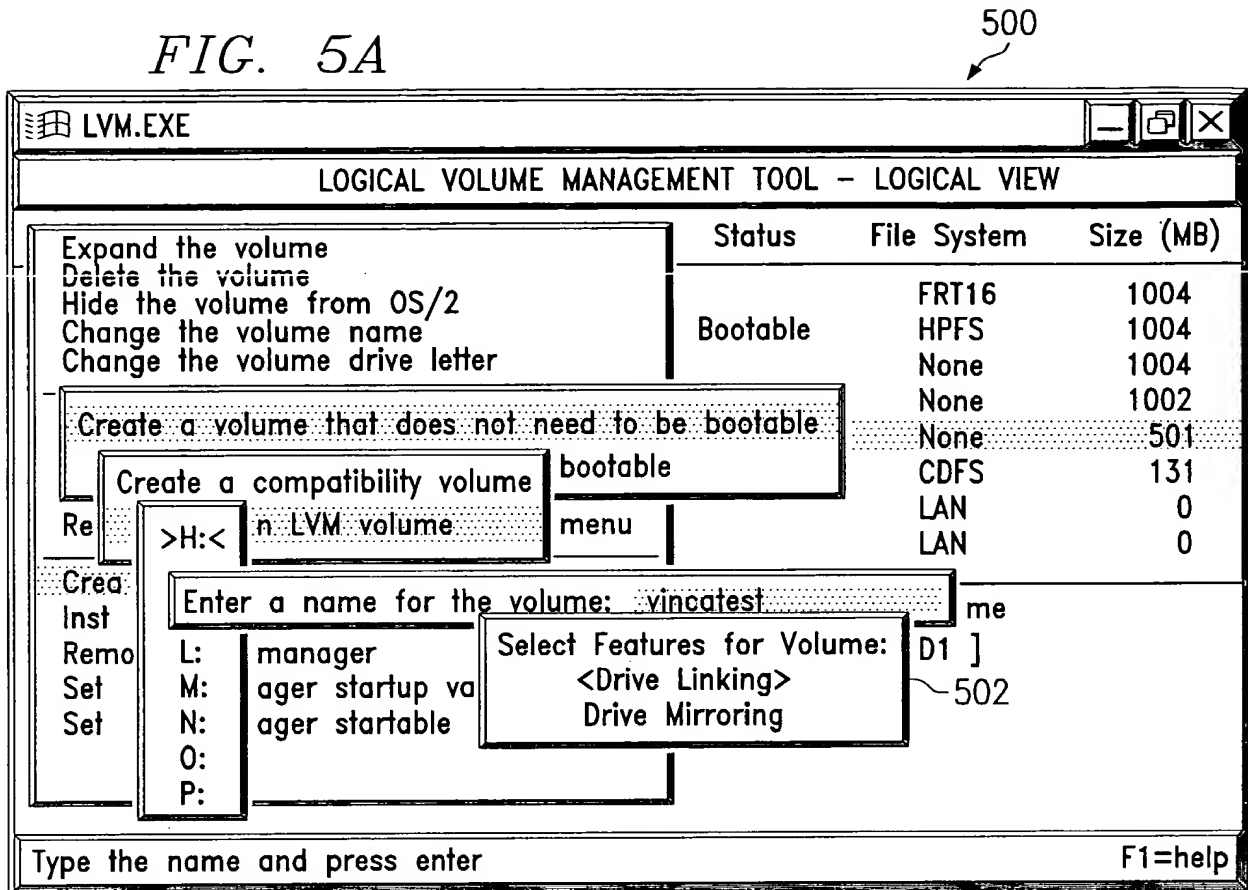 FIG. 5A
500
LVM.EXE
LOGICAL VOLUME MANAGEMENT TOOL – LOGICAL VIEW
Status File System Size (MB)
Expand the volume
Delete the volume
Hide the volume from OS/2
Change the volume name
Change the volume drive letter
FRT16 1004
Bootable HPFS 1004
None 1004
None 1002
None 501
CDFS 131
LAN 0
LAN 0
Create a volume that does not need to be bootable
bootable
Create a compatibility volume
n LVM volume
Re
menu
>H:<
Crea
Inst
Remo
Set
Set
Enter a name for the volume: vincatest
me
D1 ]
L:
M:
N:
O:
P:
manager
ager startup va
ager startable
Select Features for Volume:
<Drive Linking>
Drive Mirroring
502
Type the name and press enter
F1=help